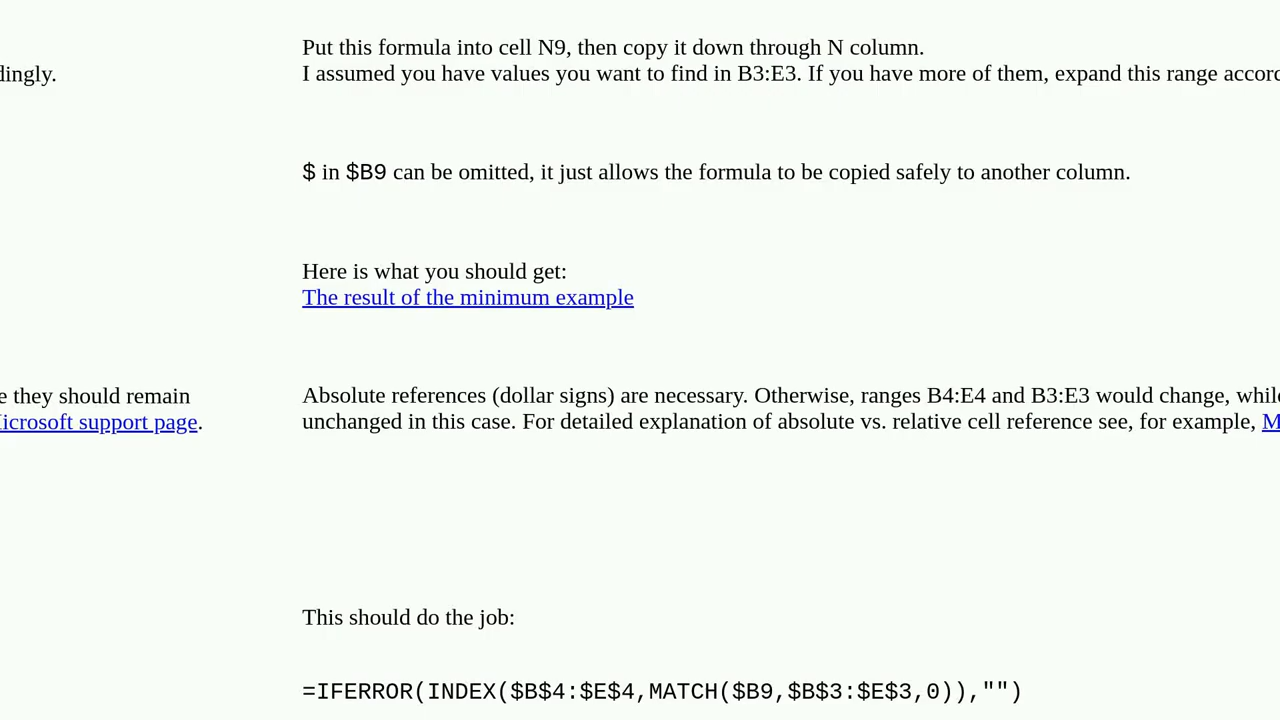 Put this formula into cell N9, then copy it down through N column.
I assumed you have values you want to find in B3:E3. If you have more of them, expand this range accordingly.
$ in $B9 can be omitted, it just allows the formula to be copied safely to another column.
Here is what you should get:
The result of the minimum example
Absolute references (dollar signs) are necessary. Otherwise, ranges B4:E4 and B3:E3 would change, while they should remain
unchanged in this case. For detailed explanation of absolute vs. relative cell reference see, for example, Microsoft support page.
This should do the job:
=IFERROR(INDEX($B$4:$E$4,MATCH($B9,$B$3:$E$3,0)),"")